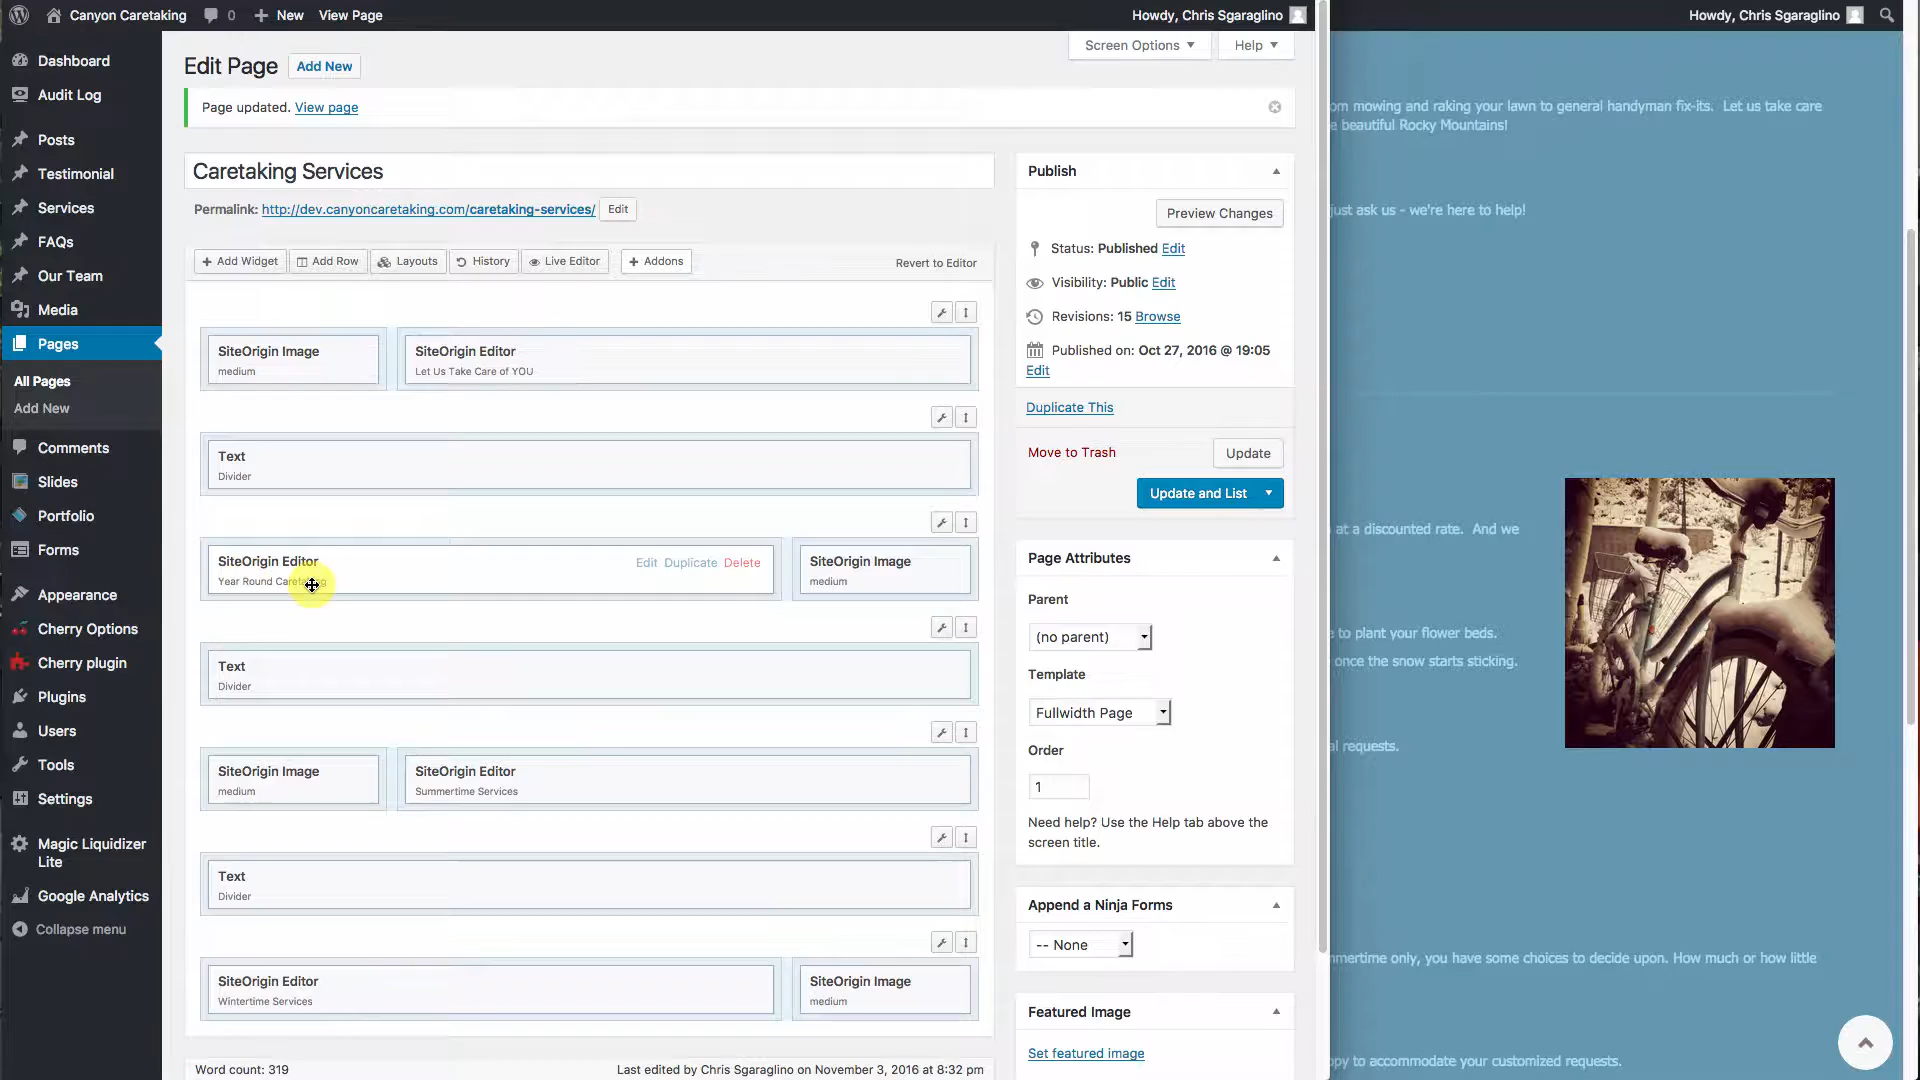 Canyon Caretaking 0 New View Page Howdy, Chris Sgaraglino
Howdy, Chris Sgaraglino
Dashboard
Audit Log
Posts
Testimonial
Services
FAQs
Our Team
Media
Pages
All Pages
Add New
Comments
Slides
Portfolio
Forms
Appearance
Cherry Options
Cherry plugin
Plugins
Users
Tools
Settings
Magic Liquidizer
Lite
Google Analytics
Collapse menu
Screen Options Help
Edit Page Add New
Page updated. View page
Caretaking Services
Permalink: http://dev.canyoncaretaking.com/caretaking-services/ Edit
Add Widget Add Row Layouts History Live Editor Addons Revert to Editor
SiteOrigin Image
medium
SiteOrigin Editor
Let Us Take Care of YOU
Text
Divider
SiteOrigin Editor Edit Duplicate Delete
Year Round Caretaking
SiteOrigin Image
medium
Text
Divider
SiteOrigin Image
medium
SiteOrigin Editor
Summertime Services
Text
Divider
SiteOrigin Editor
Wintertime Services
SiteOrigin Image
medium
Word count: 319 Last edited by Chris Sgaraglino on November 3, 2016 at 8:32 pm
Publish
Preview Changes
Status: Published Edit
Visibility: Public Edit
Revisions: 15 Browse
Published on: Oct 27, 2016 @ 19:05
Edit
Duplicate This
Move to Trash Update
Update and List
Page Attributes
Parent
(no parent)
Template
Fullwidth Page
Order
1
Need help? Use the Help tab above the
screen title.
Append a Ninja Forms
-- None
Featured Image
Set featured image
om mowing and raking your lawn to general handyman fix-its. Let us take care
e beautiful Rocky Mountains!
just ask us - we're here to help!
at a discounted rate. And we
e to plant your flower beds.
once the snow starts sticking.
al requests.
mmertime only, you have some choices to decide upon. How much or how little
ppy to accommodate your customized requests.